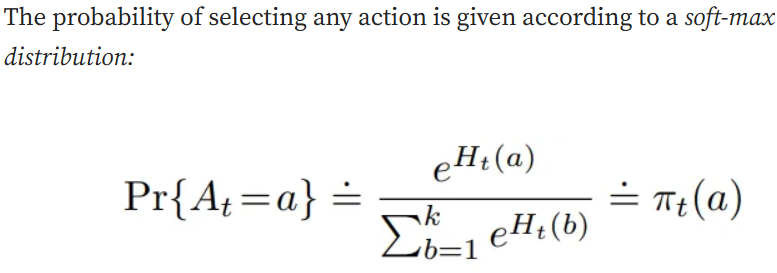 The probability of selecting any action is given according to a soft-max
distribution:
Pr{A_t=a} ≐ e^{H_t(a)} / ∑_{b=1}^{k} e^{H_t(b)} ≐ π_t(a)